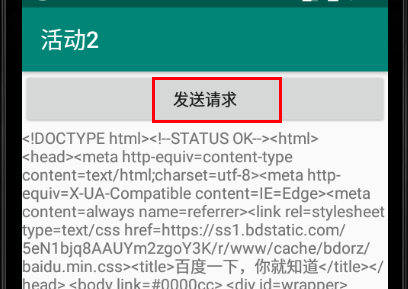 活动2
发送请求
<!DOCTYPE html><!--STATUS OK--><html>
<head><meta http-equiv=content-type
content=text/html;charset=utf-8><meta http-
equiv=X-UA-Compatible content=IE=Edge><meta
content=always name=referrer><link rel=stylesheet
type=text/css href=https://ss1.bdstatic.com/
5eN1bjq8AAUYm2zgoY3K/r/www/cache/bdorz/
baidu.min.css><title>百度一下，你就知道</title></
head> <body link=#0000cc> <div id=wrapper>